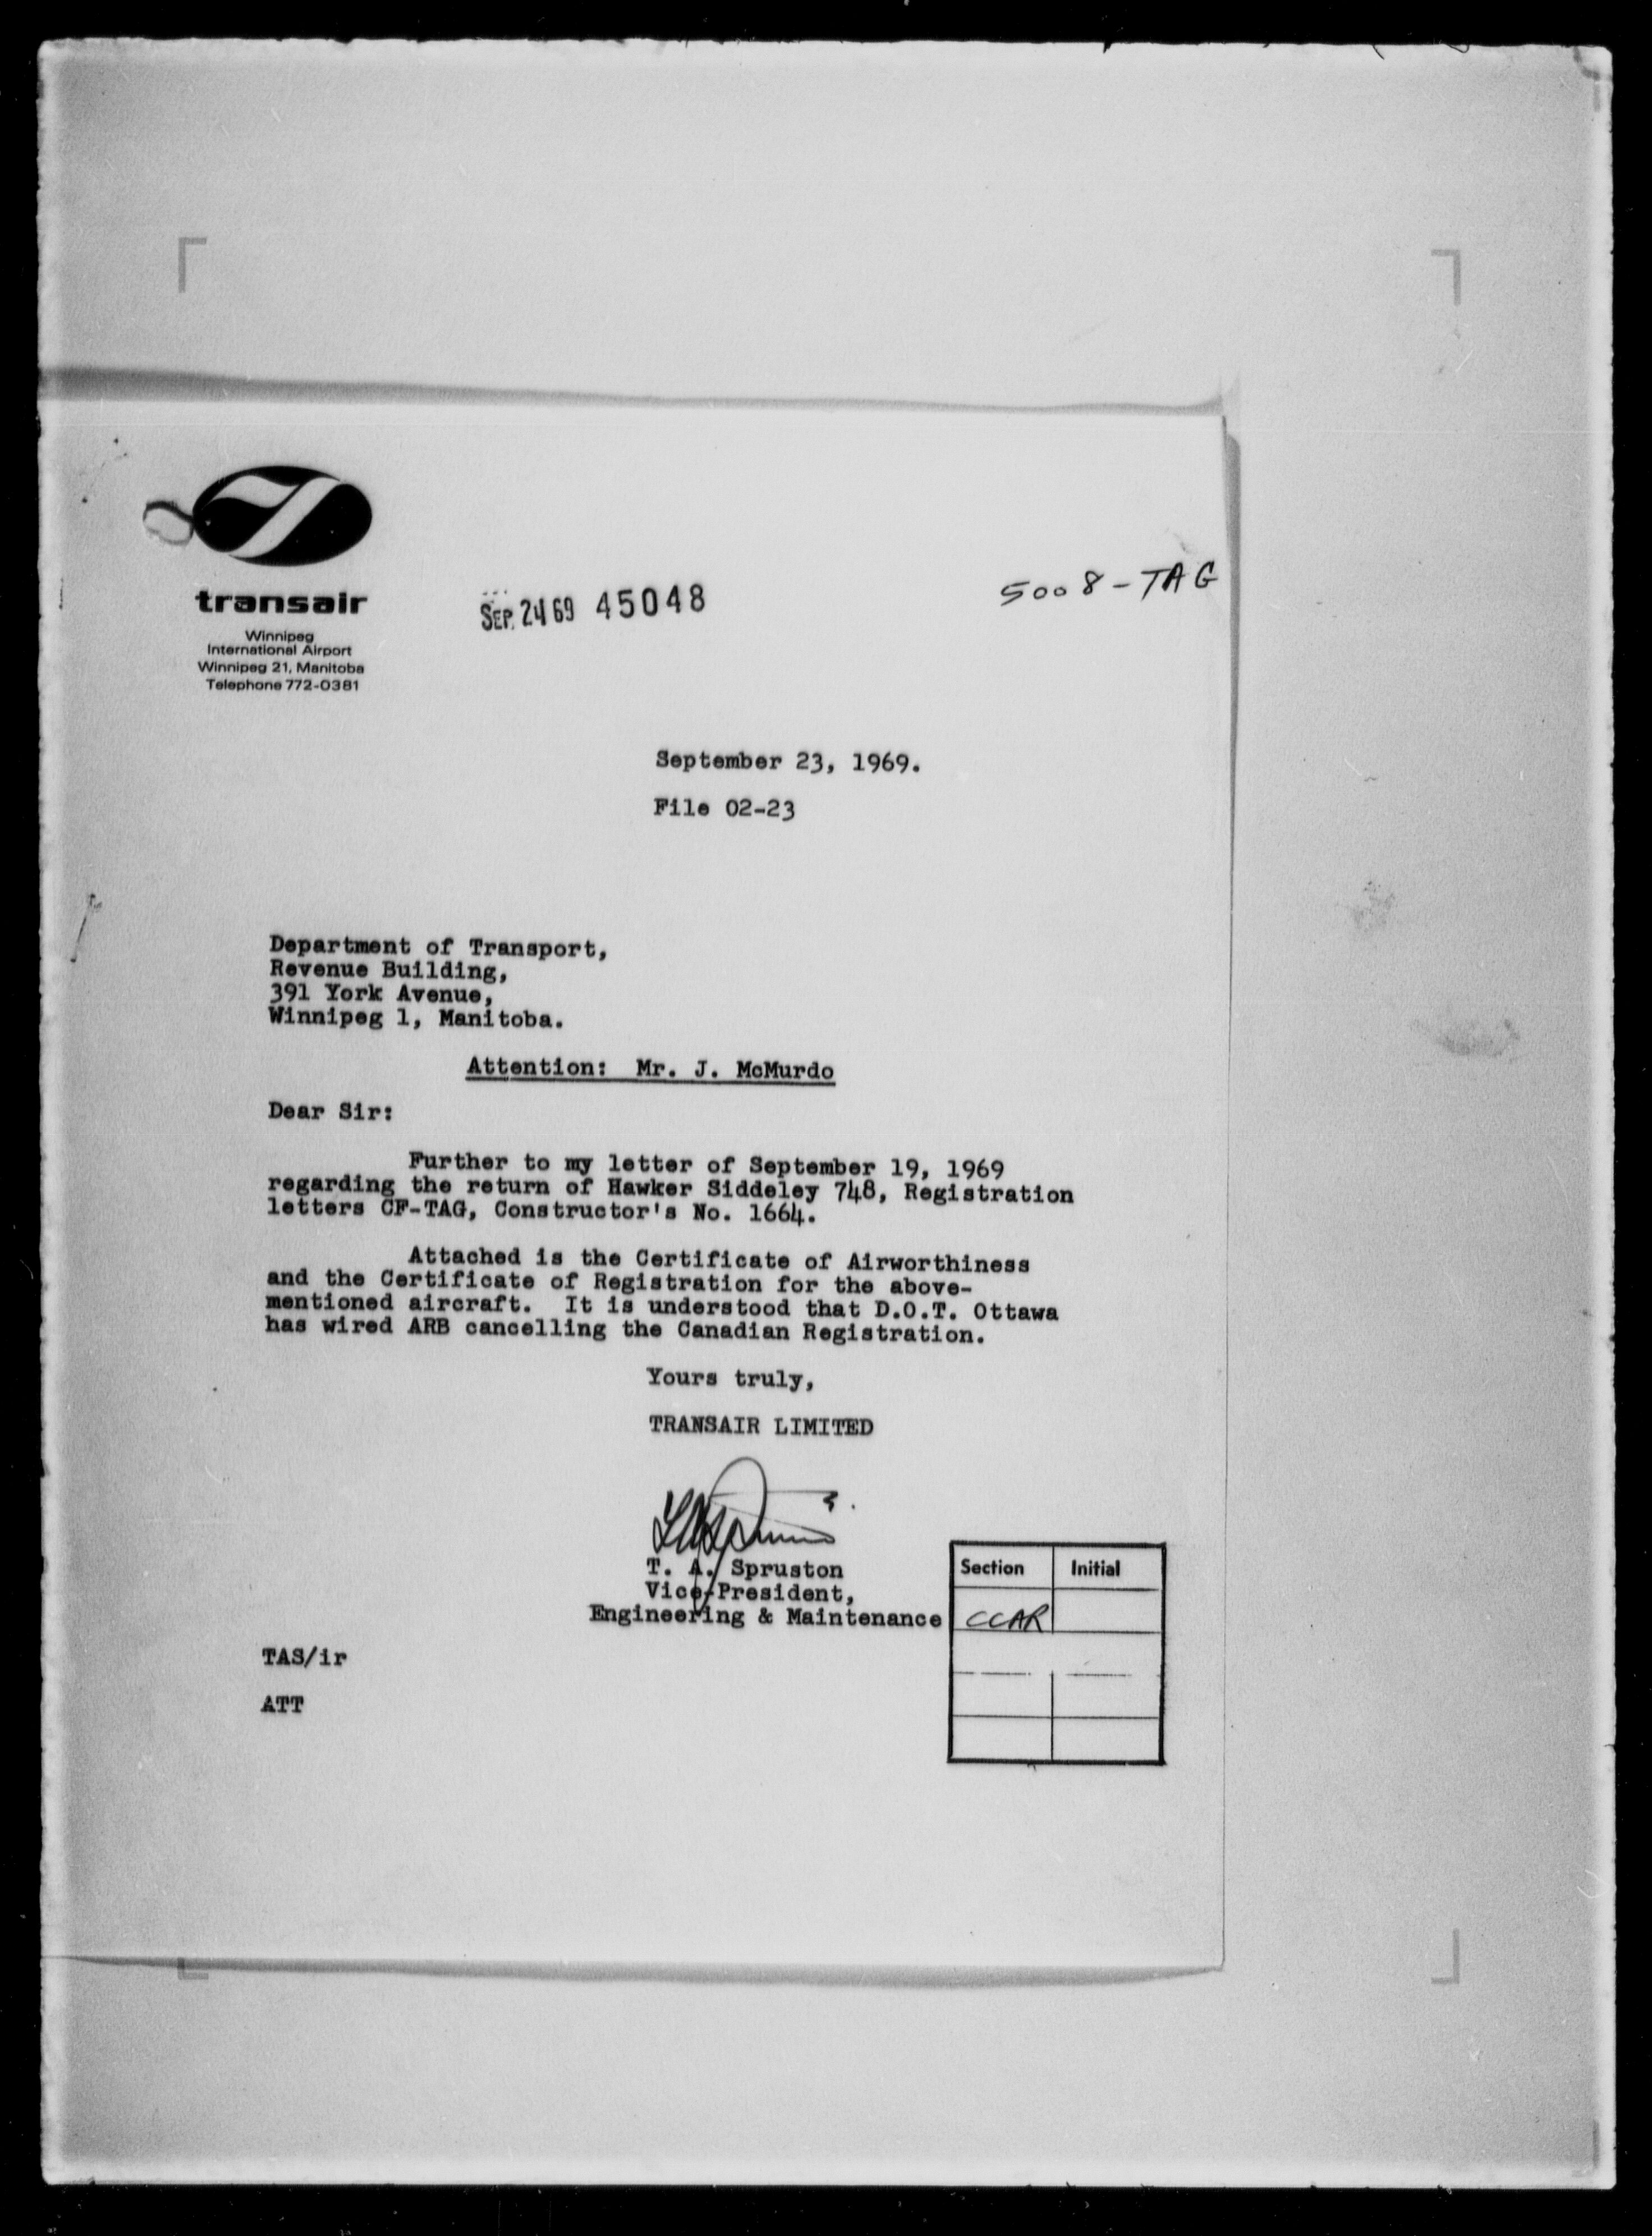 transair
Winnipeg
International Airport
Winnipeg 21, Manitoba
Telephone 772-0381
SEP. 24 69 45048
5008-TAG
September 23, 1969.
File 02-23
Department of Transport,
Revenue Building,
391 York Avenue,
Winnipeg 1, Manitoba.
Attention: Mr. J. McMurdo
Dear Sir:
Further to my letter of September 19, 1969
regarding the return of Hawker Siddeley 748, Registration
letters CF-TAG, Constructor's No. 1664.
Attached is the Certificate of Airworthiness
and the Certificate of Registration for the above-
mentioned aircraft. It is understood that D.O.T. Ottawa
has wired ARB cancelling the Canadian Registration.
Yours truly,
TRANSAIR LIMITED
T. A. Spruston
Vice-President,
Engineering & Maintenance
Section Initial
CCAR
TAS/ir
ATT